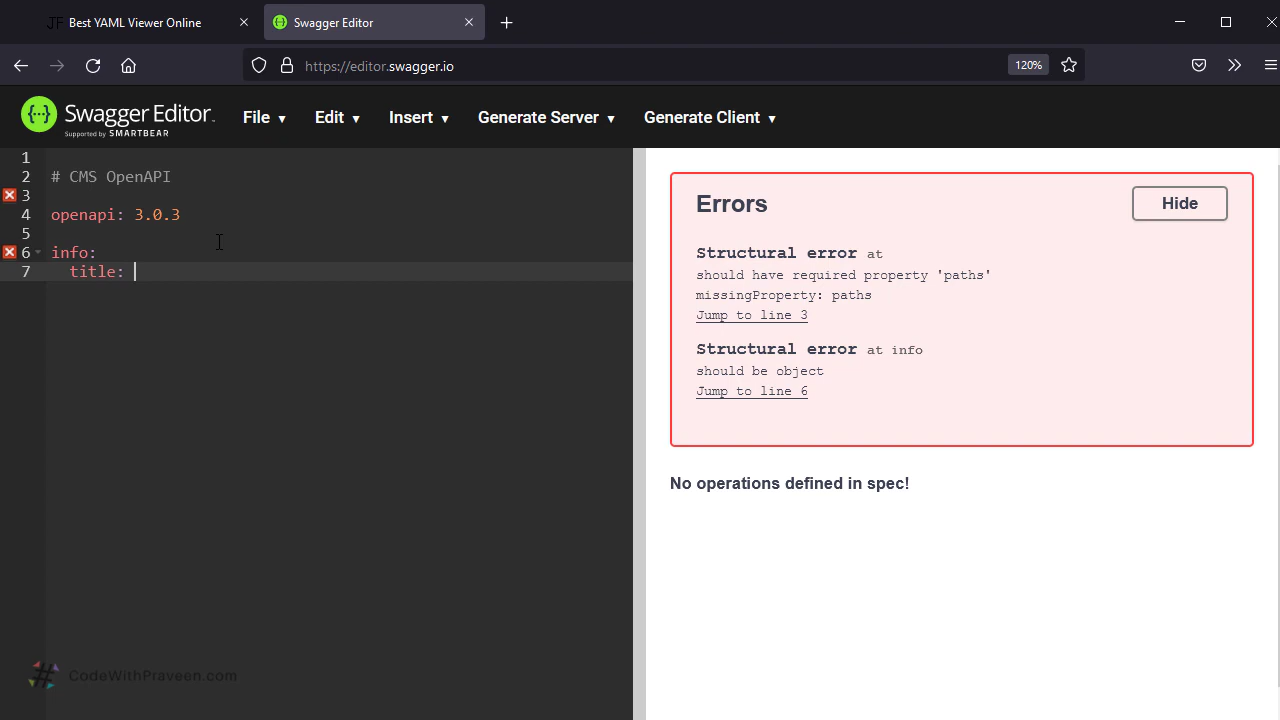 JF Best YAML Viewer Online
Swagger Editor
https://editor.swagger.io
120%
{···} Swagger Editor
Supported by SMARTBEAR
File Edit Insert Generate Server Generate Client
1
2 # CMS OpenAPI
3
4 openapi: 3.0.3
5
6 info:
7 title:
Errors
Hide
Structural error at
should have required property 'paths'
missingProperty: paths
Jump to line 3
Structural error at info
should be object
Jump to line 6
No operations defined in spec!
# CodeWithPraveen.com